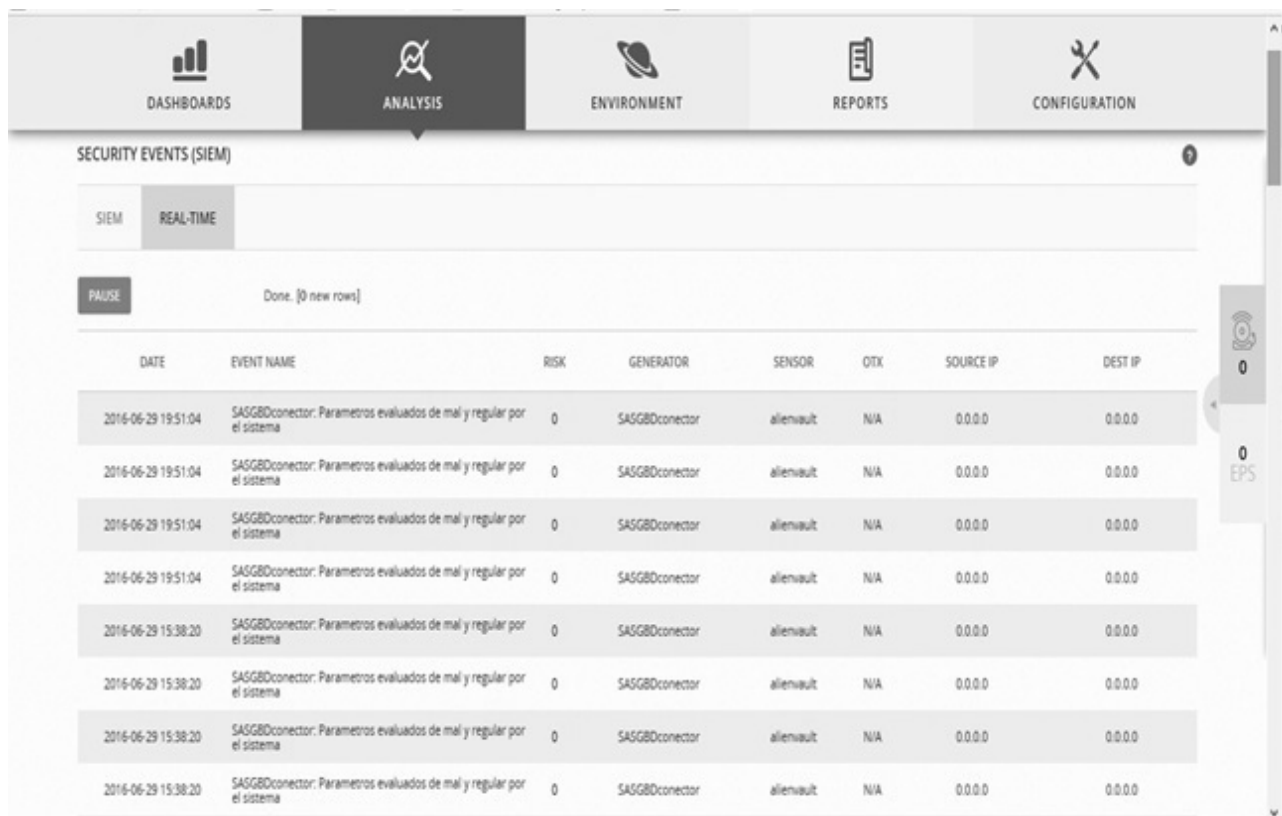 DASHBOARDS ANALYSIS ENVIRONMENT REPORTS CONFIGURATION
SECURITY EVENTS (SIEM) ?
SIEM REAL-TIME
PAUSE Done. [0 new rows]
0
DATE EVENT NAME RISK GENERATOR SENSOR OTX SOURCE IP DEST IP
2016-06-29 19:51:04 SASGBDconector: Parametros evaluados de mal y regular por el sistema 0 SASGBDconector alienvault N/A 0.0.0.0 0.0.0.0
0
EPS
2016-06-29 19:51:04 SASGBDconector: Parametros evaluados de mal y regular por el sistema 0 SASGBDconector alienvault N/A 0.0.0.0 0.0.0.0
2016-06-29 19:51:04 SASGBDconector: Parametros evaluados de mal y regular por el sistema 0 SASGBDconector alienvault N/A 0.0.0.0 0.0.0.0
2016-06-29 19:51:04 SASGBDconector: Parametros evaluados de mal y regular por el sistema 0 SASGBDconector alienvault N/A 0.0.0.0 0.0.0.0
2016-06-29 15:38:20 SASGBDconector: Parametros evaluados de mal y regular por el sistema 0 SASGBDconector alienvault N/A 0.0.0.0 0.0.0.0
2016-06-29 15:38:20 SASGBDconector: Parametros evaluados de mal y regular por el sistema 0 SASGBDconector alienvault N/A 0.0.0.0 0.0.0.0
2016-06-29 15:38:20 SASGBDconector: Parametros evaluados de mal y regular por el sistema 0 SASGBDconector alienvault N/A 0.0.0.0 0.0.0.0
2016-06-29 15:38:20 SASGBDconector: Parametros evaluados de mal y regular por el sistema 0 SASGBDconector alienvault N/A 0.0.0.0 0.0.0.0